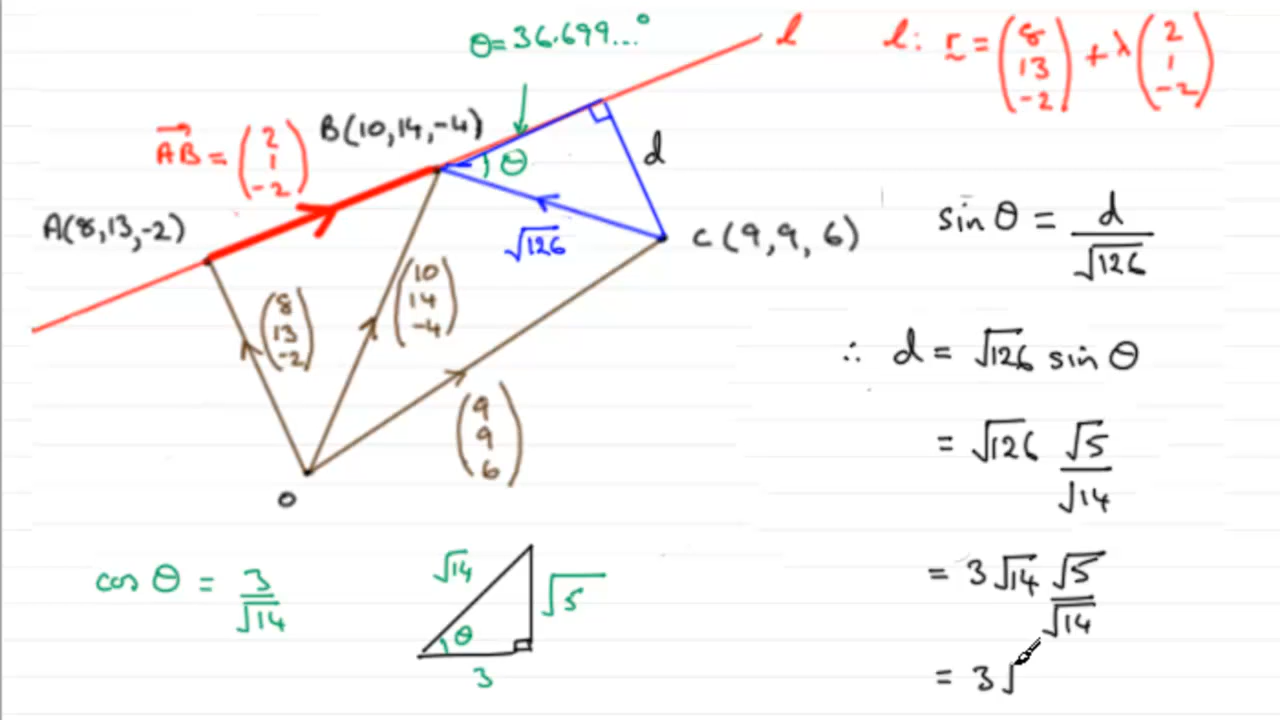 θ = 36.699...°
l
l: r = (8 13 -2) + λ (2 1 -2)
AB = (2 1 -2)
B(10,14,-4)
θ
d
A(8,13,-2)
√126
C(9,9,6)
sin θ = d/√126
(8 13 -2)
(10 14 -4)
∴ d = √126 sin θ
(9 9 6)
= √126 √5/√14
O
cos θ = 3/√14
√14
√5
θ
3
= 3√14 √5/√14
= 3√